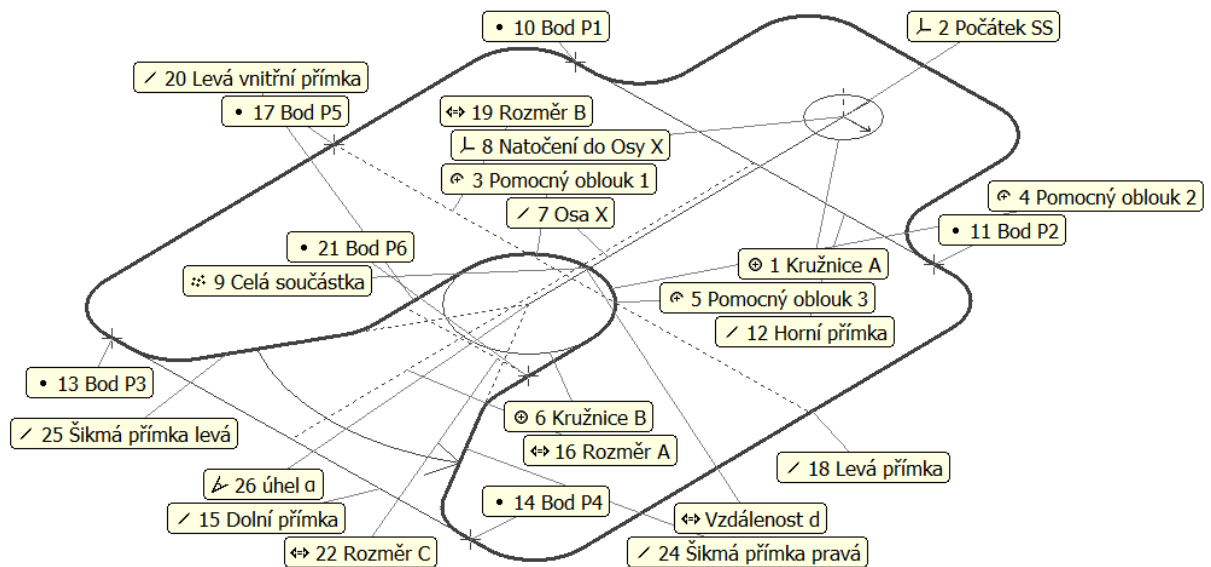 10 Bod P1
2 Počátek SS
20 Levá vnitřní přímka
17 Bod P5
19 Rozměr B
8 Natočení do Osy X
3 Pomocný oblouk 1
4 Pomocný oblouk 2
7 Osa X
11 Bod P2
21 Bod P6
9 Celá součástka
1 Kružnice A
5 Pomocný oblouk 3
12 Horní přímka
13 Bod P3
6 Kružnice B
25 Šikmá přímka levá
16 Rozměr A
18 Levá přímka
26 úhel α
14 Bod P4
15 Dolní přímka
Vzdálenost d
22 Rozměr C
24 Šikmá přímka pravá